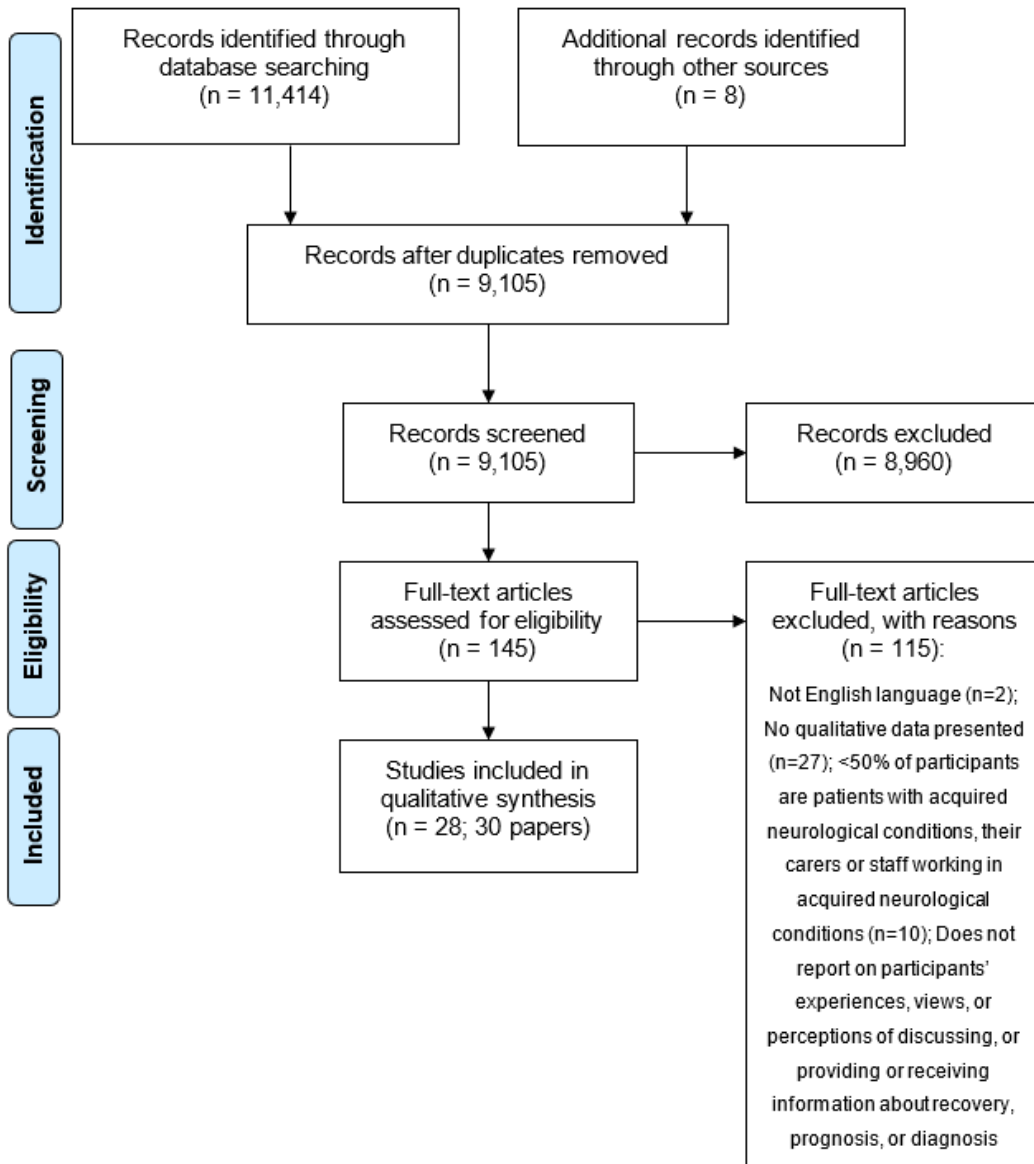 Records identified through
database searching
(n = 11,414)
Additional records identified
through other sources
(n = 8)
Identification
Records after duplicates removed
(n = 9,105)
Screening
Records screened
(n = 9,105)
Records excluded
(n = 8,960)
Eligibility
Full-text articles
assessed for eligibility
(n = 145)
Full-text articles
excluded, with reasons
(n = 115):
Not English language (n=2);
No qualitative data presented
(n=27); <50% of participants
are patients with acquired
neurological conditions, their
carers or staff working in
acquired neurological
conditions (n=10); Does not
report on participants’
experiences, views, or
perceptions of discussing, or
providing or receiving
information about recovery,
prognosis, or diagnosis
Included
Studies included in
qualitative synthesis
(n = 28; 30 papers)